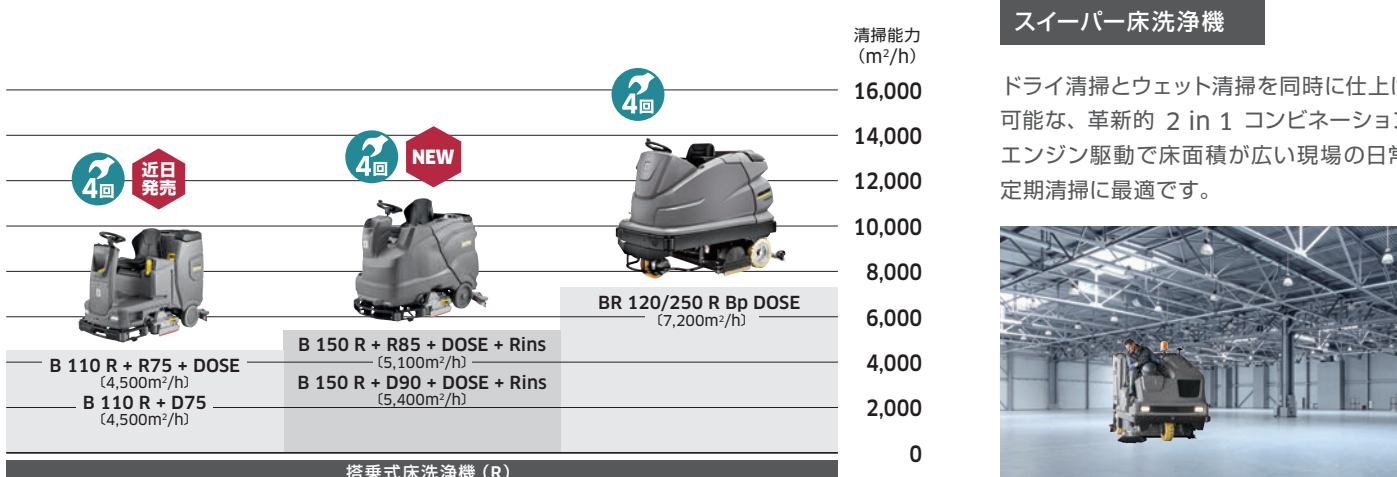 清掃能力
（m²/h）
16,000
14,000
12,000
10,000
8,000
6,000
4,000
2,000
0
4回
近日
発売
4回
NEW
4回
B 110 R + R75 + DOSE
〔4,500m²/h〕
B 110 R + D75
〔4,500m²/h〕
B 150 R + R85 + DOSE + Rins
〔5,100m²/h〕
B 150 R + D90 + DOSE + Rins
〔5,400m²/h〕
BR 120/250 R Bp DOSE
〔7,200m²/h〕
搭乗式床洗浄機（R）
スイーパー床洗浄機
ドライ清掃とウェット清掃を同時に仕上げ
可能な、革新的 2 in 1 コンビネーション
エンジン駆動で床面積が広い現場の日常
定期清掃に最適です。